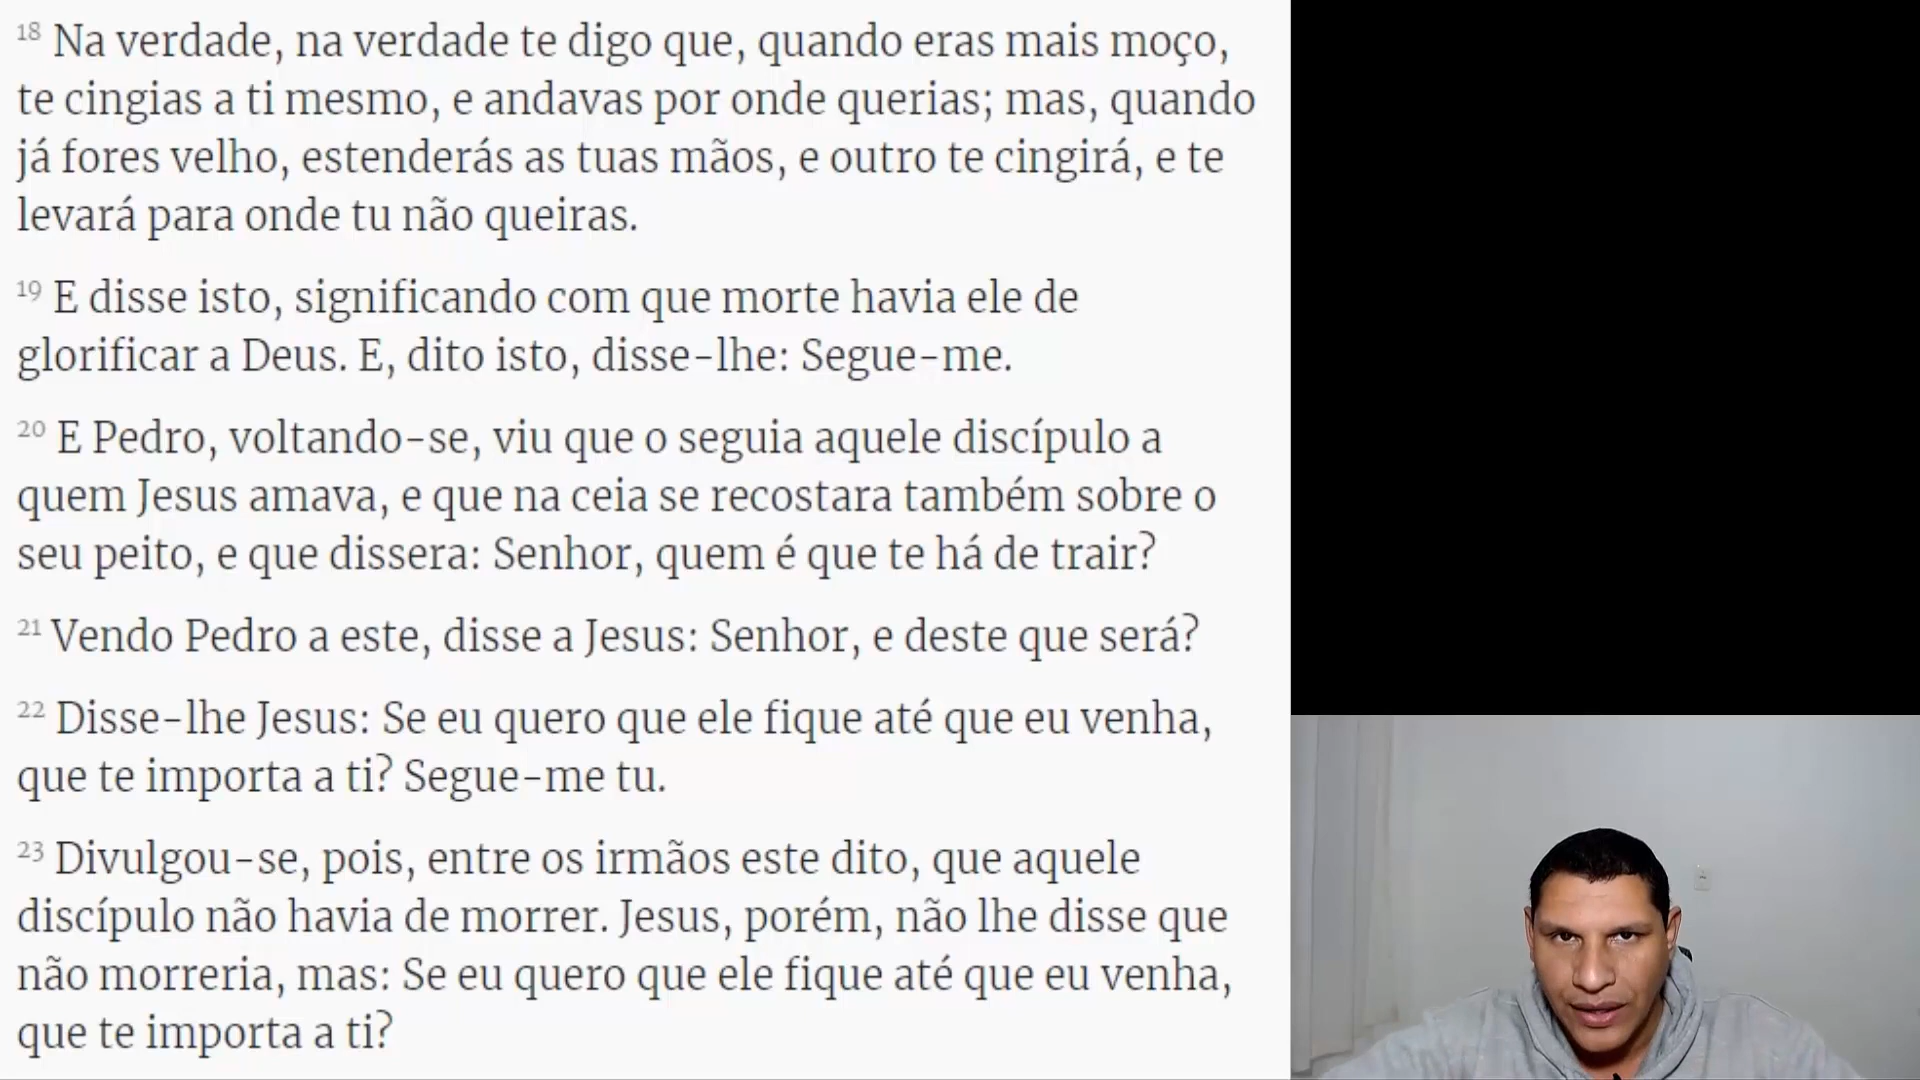 18 Na verdade, na verdade te digo que, quando eras mais moço,
te cingias a ti mesmo, e andavas por onde querias; mas, quando
já fores velho, estenderás as tuas mãos, e outro te cingirá, e te
levará para onde tu não queiras.
19 E disse isto, significando com que morte havia ele de
glorificar a Deus. E, dito isto, disse-lhe: Segue-me.
20 E Pedro, voltando-se, viu que o seguia aquele discípulo a
quem Jesus amava, e que na ceia se recostara também sobre o
seu peito, e que dissera: Senhor, quem é que te há de trair?
21 Vendo Pedro a este, disse a Jesus: Senhor, e deste que será?
22 Disse-lhe Jesus: Se eu quero que ele fique até que eu venha,
que te importa a ti? Segue-me tu.
23 Divulgou-se, pois, entre os irmãos este dito, que aquele
discípulo não havia de morrer. Jesus, porém, não lhe disse que
não morreria, mas: Se eu quero que ele fique até que eu venha,
que te importa a ti?